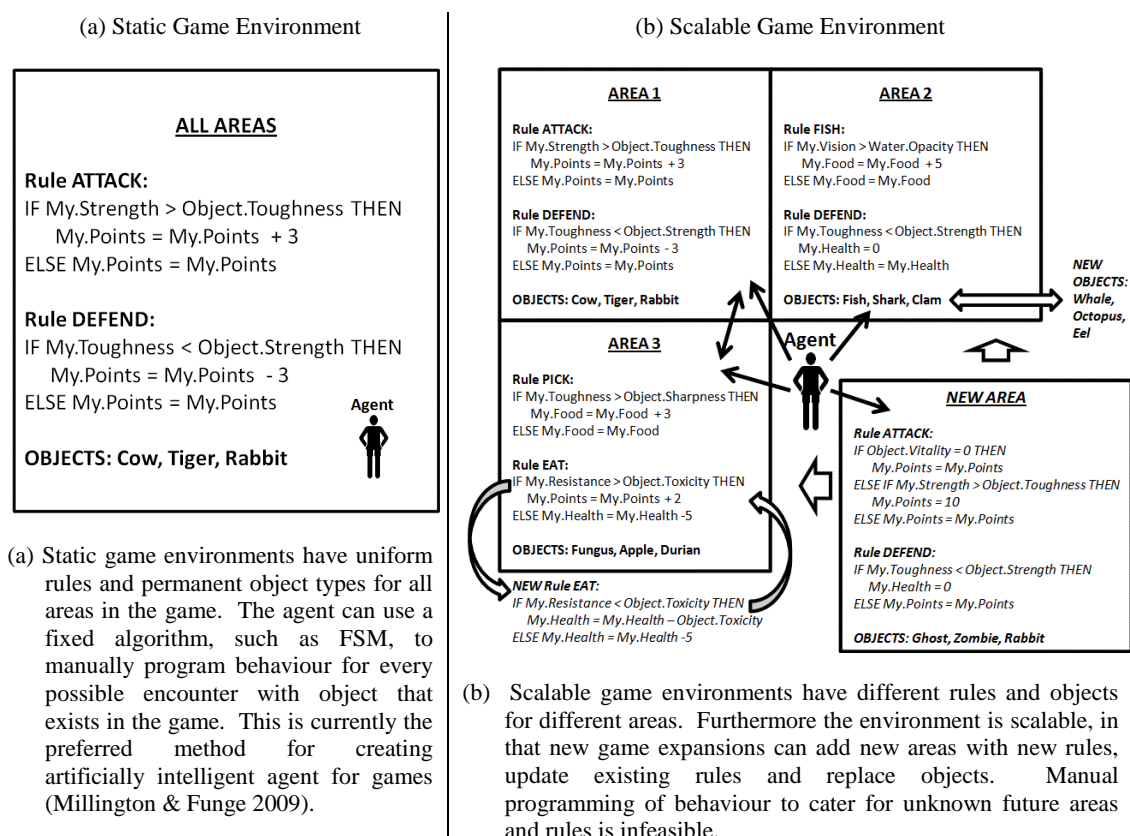 (a) Static Game Environment
ALL AREAS
Rule ATTACK:
IF My.Strength > Object.Toughness THEN
My.Points = My.Points + 3
ELSE My.Points = My.Points
Rule DEFEND:
IF My.Toughness < Object.Strength THEN
My.Points = My.Points - 3
ELSE My.Points = My.Points
Agent
OBJECTS: Cow, Tiger, Rabbit
(a) Static game environments have uniform
rules and permanent object types for all
areas in the game. The agent can use a
fixed algorithm, such as FSM, to
manually program behaviour for every
possible encounter with object that
exists in the game. This is currently the
preferred method for creating
artificially intelligent agent for games
(Millington & Funge 2009).
(b) Scalable Game Environment
AREA 1
Rule ATTACK:
IF My.Strength > Object.Toughness THEN
My.Points = My.Points + 3
ELSE My.Points = My.Points
Rule DEFEND:
IF My.Toughness < Object.Strength THEN
My.Points = My.Points - 3
ELSE My.Points = My.Points
OBJECTS: Cow, Tiger, Rabbit
AREA 2
Rule FISH:
IF My.Vision > Water.Opacity THEN
My.Food = My.Food + 5
ELSE My.Food = My.Food
Rule DEFEND:
IF My.Toughness < Object.Strength THEN
My.Health = 0
ELSE My.Health = My.Health
OBJECTS: Fish, Shark, Clam
NEW
OBJECTS:
Whale,
Octopus,
Eel
Agent
AREA 3
Rule PICK:
IF My.Toughness > Object.Sharpness THEN
My.Food = My.Food + 3
ELSE My.Food = My.Food
Rule EAT:
IF My.Resistance > Object.Toxicity THEN
My.Points = My.Points + 2
ELSE My.Health = My.Health -5
OBJECTS: Fungus, Apple, Durian
NEW Rule EAT:
IF My.Resistance < Object.Toxicity THEN
My.Health = My.Health – Object.Toxicity
ELSE My.Health = My.Health -5
NEW AREA
Rule ATTACK:
IF Object.Vitality = 0 THEN
My.Points = My.Points
ELSE IF My.Strength > Object.Toughness THEN
My.Points = 10
ELSE My.Points = My.Points
Rule DEFEND:
IF My.Toughness < Object.Strength THEN
My.Health = 0
ELSE My.Points = My.Points
OBJECTS: Ghost, Zombie, Rabbit
(b) Scalable game environments have different rules and objects
for different areas. Furthermore the environment is scalable, in
that new game expansions can add new areas with new rules,
update existing rules and replace objects. Manual
programming of behaviour to cater for unknown future areas
and rules is infeasible.